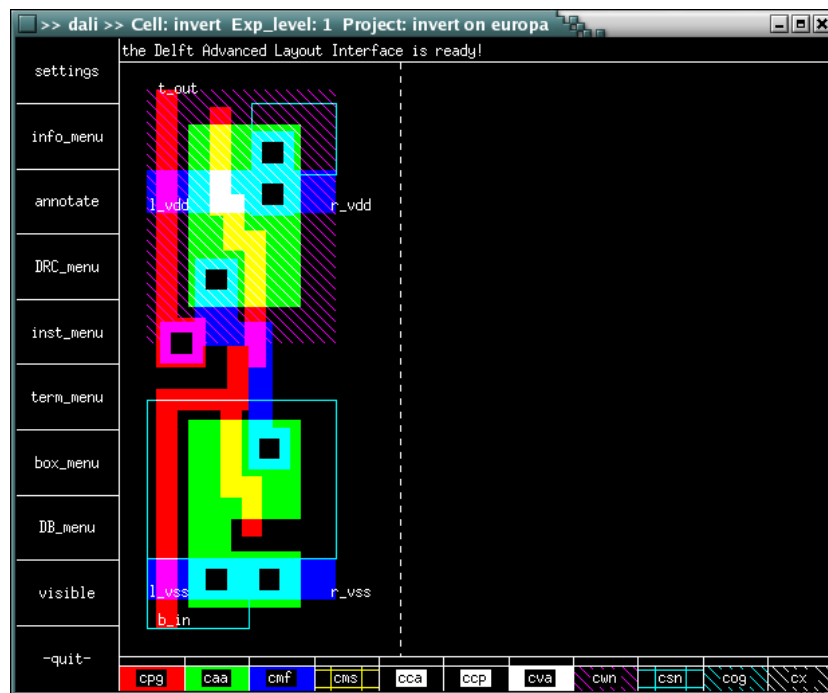 >> dali >> Cell: invert Exp_level: 1 Project: invert on europa
the Delft Advanced Layout Interface is ready!
settings
info_menu
annotate
DRC_menu
inst_menu
term_menu
box_menu
DB_menu
visible
-quit-
t_out
l_vdd r_vdd
l_vss r_vss
b_in
cpg caa cmf cms cca ccp cva cwn csn cog cx